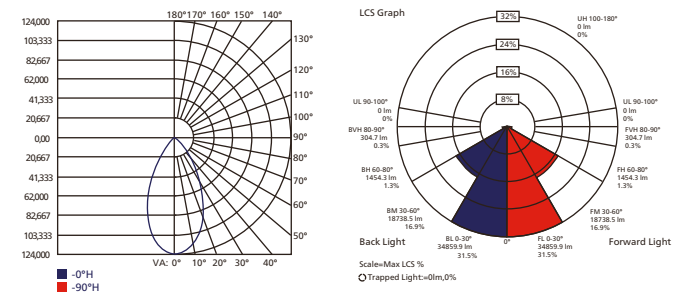 180° 170° 160° 150° 140°
124,000
103,333
130°
82,667
120°
62,000
110°
41,333
100°
20,667
0,00
90°
20,667
80°
41,333
70°
62,000
60°
82,667
50°
103,333
124,000
VA: 0° 10° 20° 30° 40°
-0°H
-90°H
LCS Graph
32%
24%
16%
8%
UH 100-180°
0 lm
0%
UL 90-100°
0 lm
0%
UL 90-100°
0 lm
0%
BVH 80-90°
304.7 lm
0.3%
FVH 80-90°
304.7 lm
0.3%
BH 60-80°
1454.3 lm
1.3%
FH 60-80°
1454.3 lm
1.3%
BM 30-60°
18738.5 lm
16.9%
FM 30-60°
18738.5 lm
16.9%
BL 0-30°
34859.9 lm
31.5%
0°
FL 0-30°
34859.9 lm
31.5%
Back Light
Forward Light
Scale=Max LCS %
Trapped Light:=0lm,0%